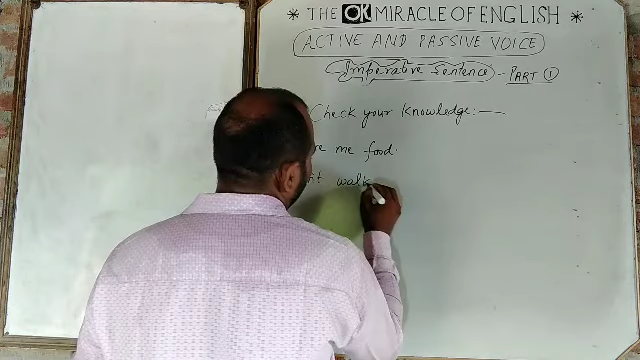 * THE OK MIRACLE OF ENGLISH *
ACTIVE AND PASSIVE VOICE
Imperative Sentence - PART 1
Check your Knowledge:—
me food.
walk